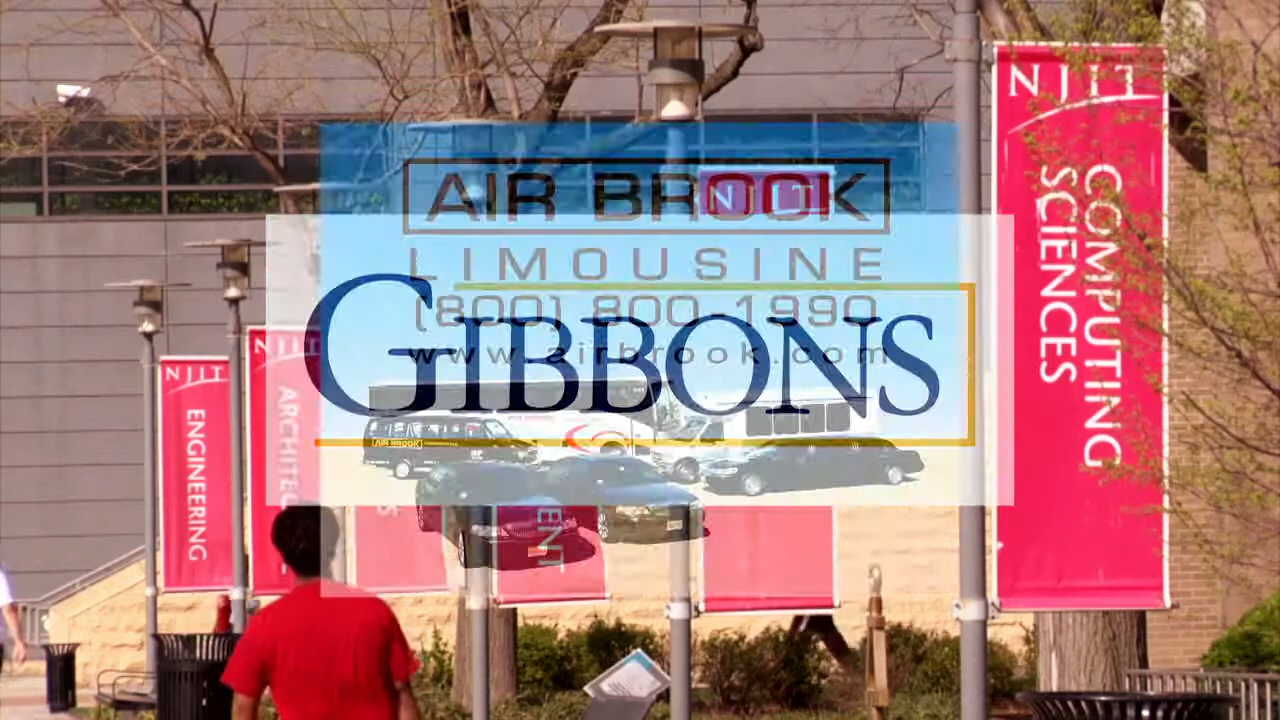 NJIT
COMPUTING
SCIENCES
AIR BROOK
NJIT
LIMOUSINE
(800) 800-1990
GIBBONS
www.airbrook.com
NJIT
ENGINEERING
NJIT
AIR BROOK